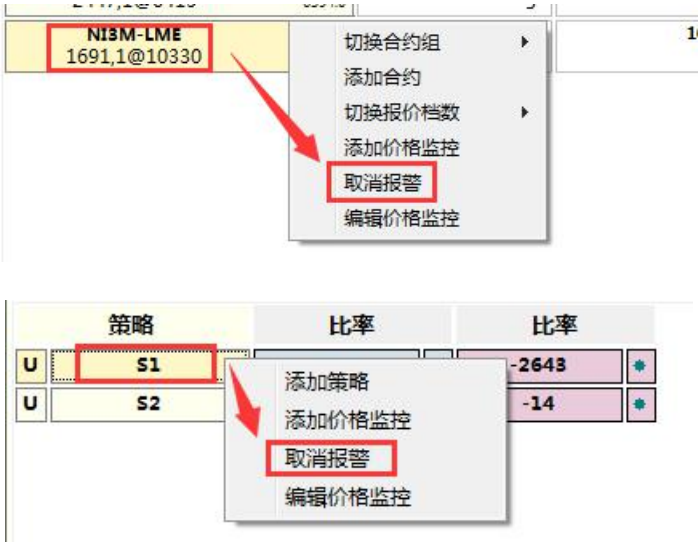 NI3M-LME
1691,1@10330
切换合约组
添加合约
切换报价档数
添加价格监控
取消报警
编辑价格监控
策略 比率 比率
U S1 -2643
U S2 -14
添加策略
添加价格监控
取消报警
编辑价格监控